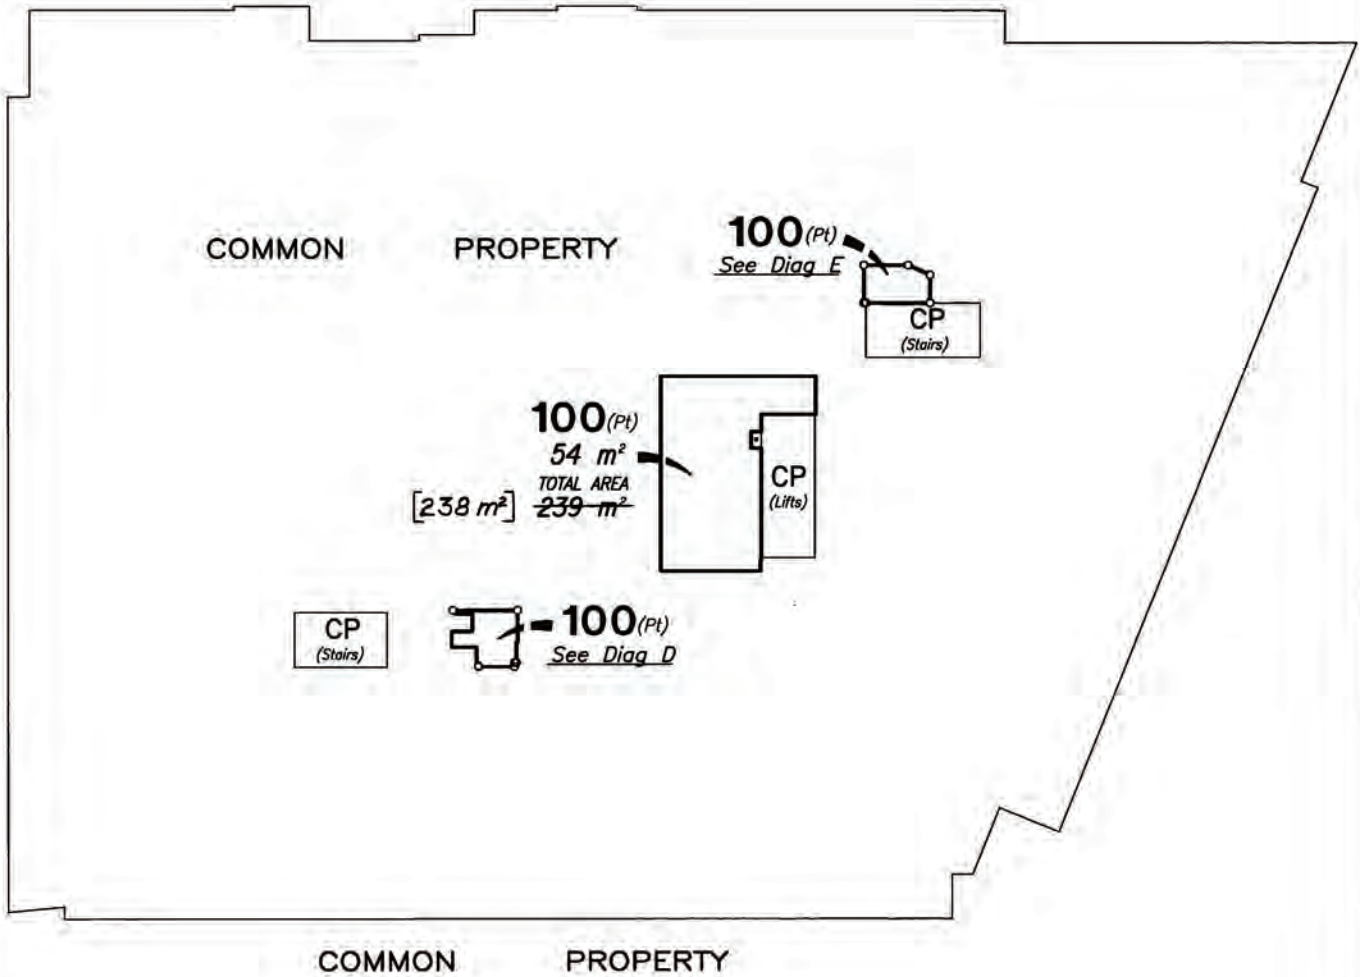 COMMON PROPERTY
100 (Pt)
See Diag E
CP
(Stairs)
100 (Pt)
54 m²
TOTAL AREA
[238 m²] 239 m²
CP
(Lifts)
CP
(Stairs)
100 (Pt)
See Diag D
COMMON PROPERTY